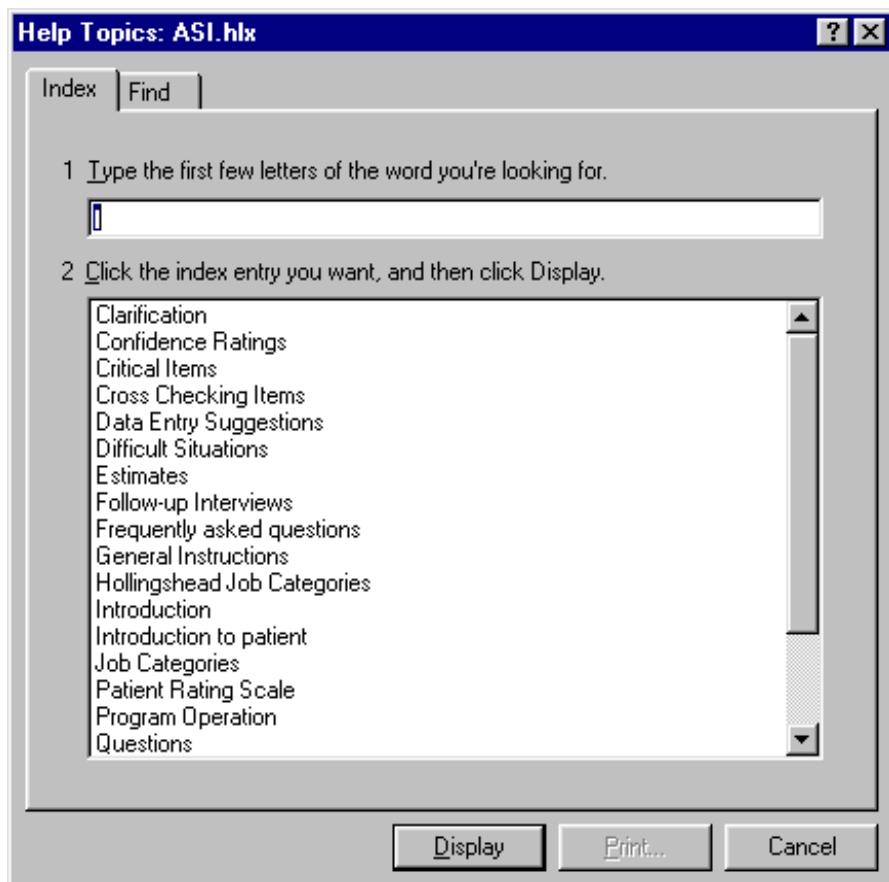 Help Topics: ASI.hlx
Index Find
1 Type the first few letters of the word you're looking for.
2 Click the index entry you want, and then click Display.
Clarification
Confidence Ratings
Critical Items
Cross Checking Items
Data Entry Suggestions
Difficult Situations
Estimates
Follow-up Interviews
Frequently asked questions
General Instructions
Hollingshead Job Categories
Introduction
Introduction to patient
Job Categories
Patient Rating Scale
Program Operation
Questions
Display Print... Cancel